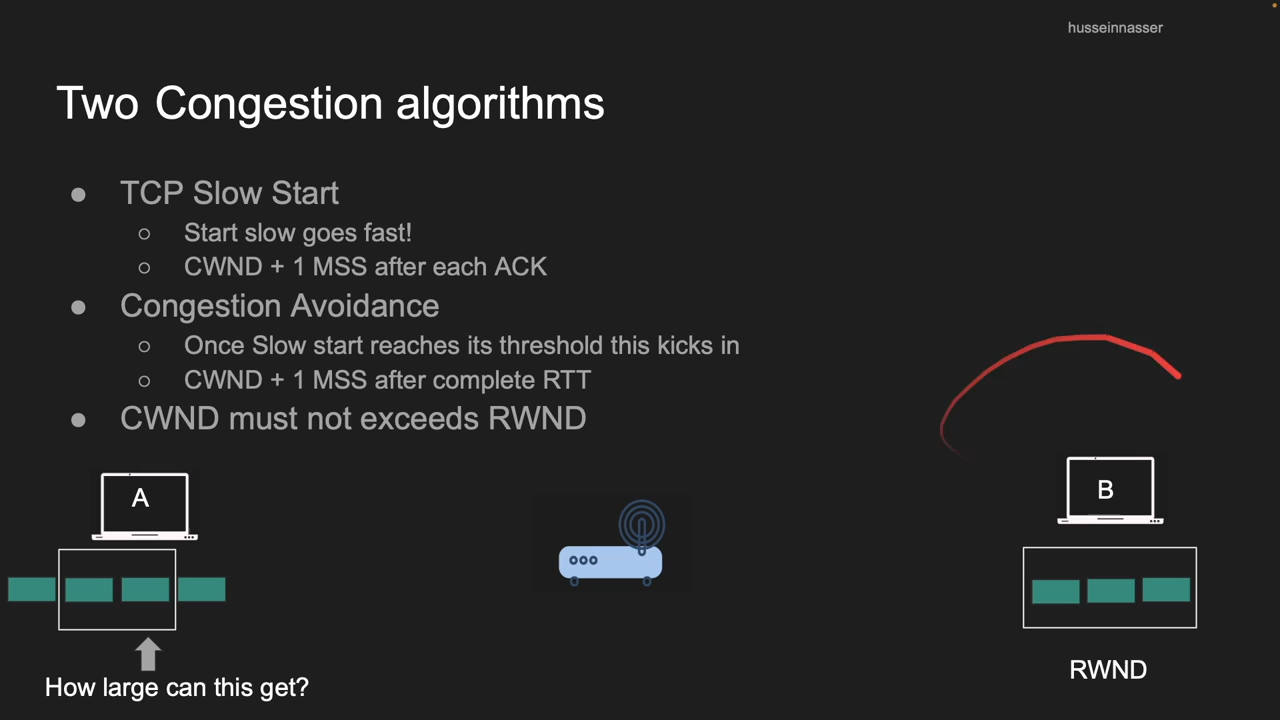 husseinnasser
Two Congestion algorithms
● TCP Slow Start
○ Start slow goes fast!
○ CWND + 1 MSS after each ACK
● Congestion Avoidance
○ Once Slow start reaches its threshold this kicks in
○ CWND + 1 MSS after complete RTT
● CWND must not exceeds RWND
A
B
RWND
How large can this get?